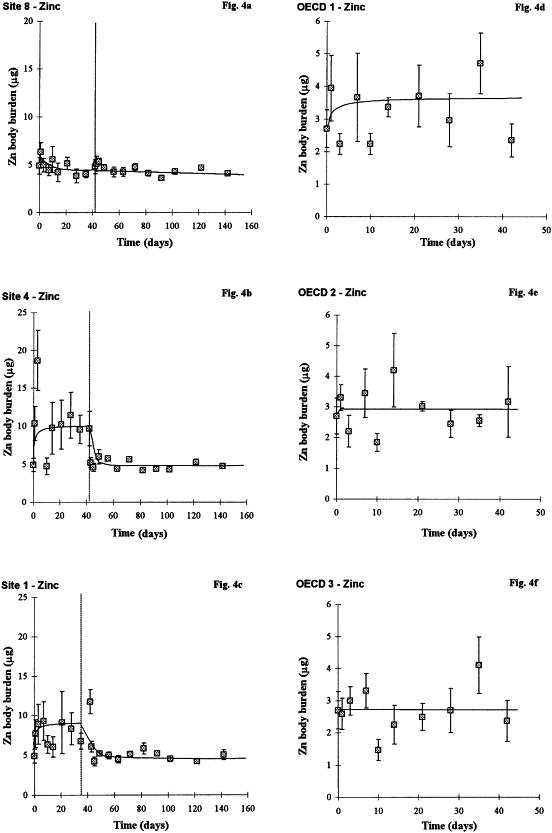 Site 8 - Zinc
Fig. 4a
Zn body burden (µg)
20
15
10
5
0
0 20 40 60 80 100 120 140 160
Time (days)
OECD 1 - Zinc
Fig. 4d
Zn body burden (µg)
6
5
4
3
2
1
0
0 10 20 30 40 50
Time (days)
Site 4 - Zinc
Fig. 4b
Zn body burden (µg)
25
20
15
10
5
0
0 20 40 60 80 100 120 140 160
Time (days)
OECD 2 - Zinc
Fig. 4e
Zn body burden (µg)
6
5
4
3
2
1
0
0 10 20 30 40 50
Time (days)
Site 1 - Zinc
Fig. 4c
Zn body burden (µg)
25
20
15
10
5
0
0 20 40 60 80 100 120 140 160
Time (days)
OECD 3 - Zinc
Fig. 4f
Zn body burden (µg)
6
5
4
3
2
1
0
0 10 20 30 40 50
Time (days)